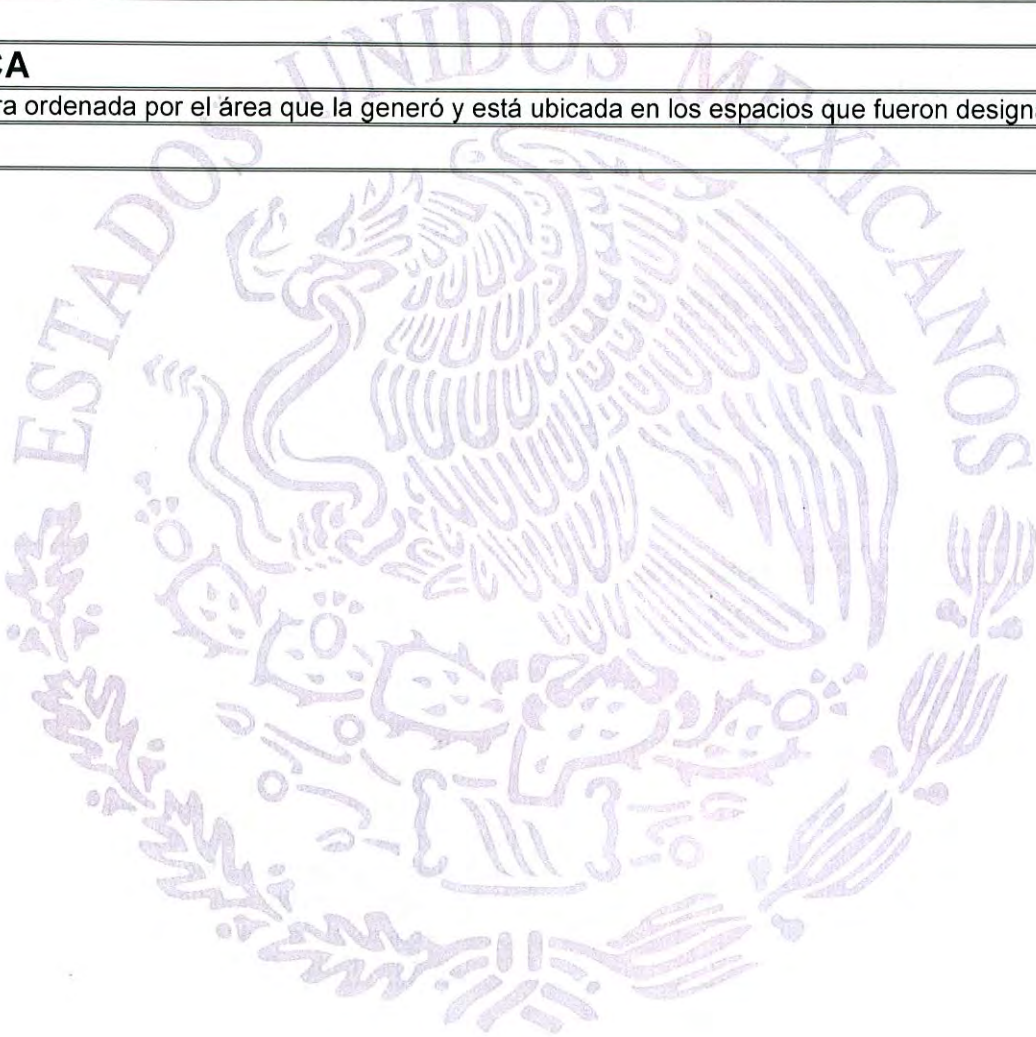 CA
ra ordenada por el área que la generó y está ubicada en los espacios que fueron design
ESTADOS UNIDOS MEXICANOS